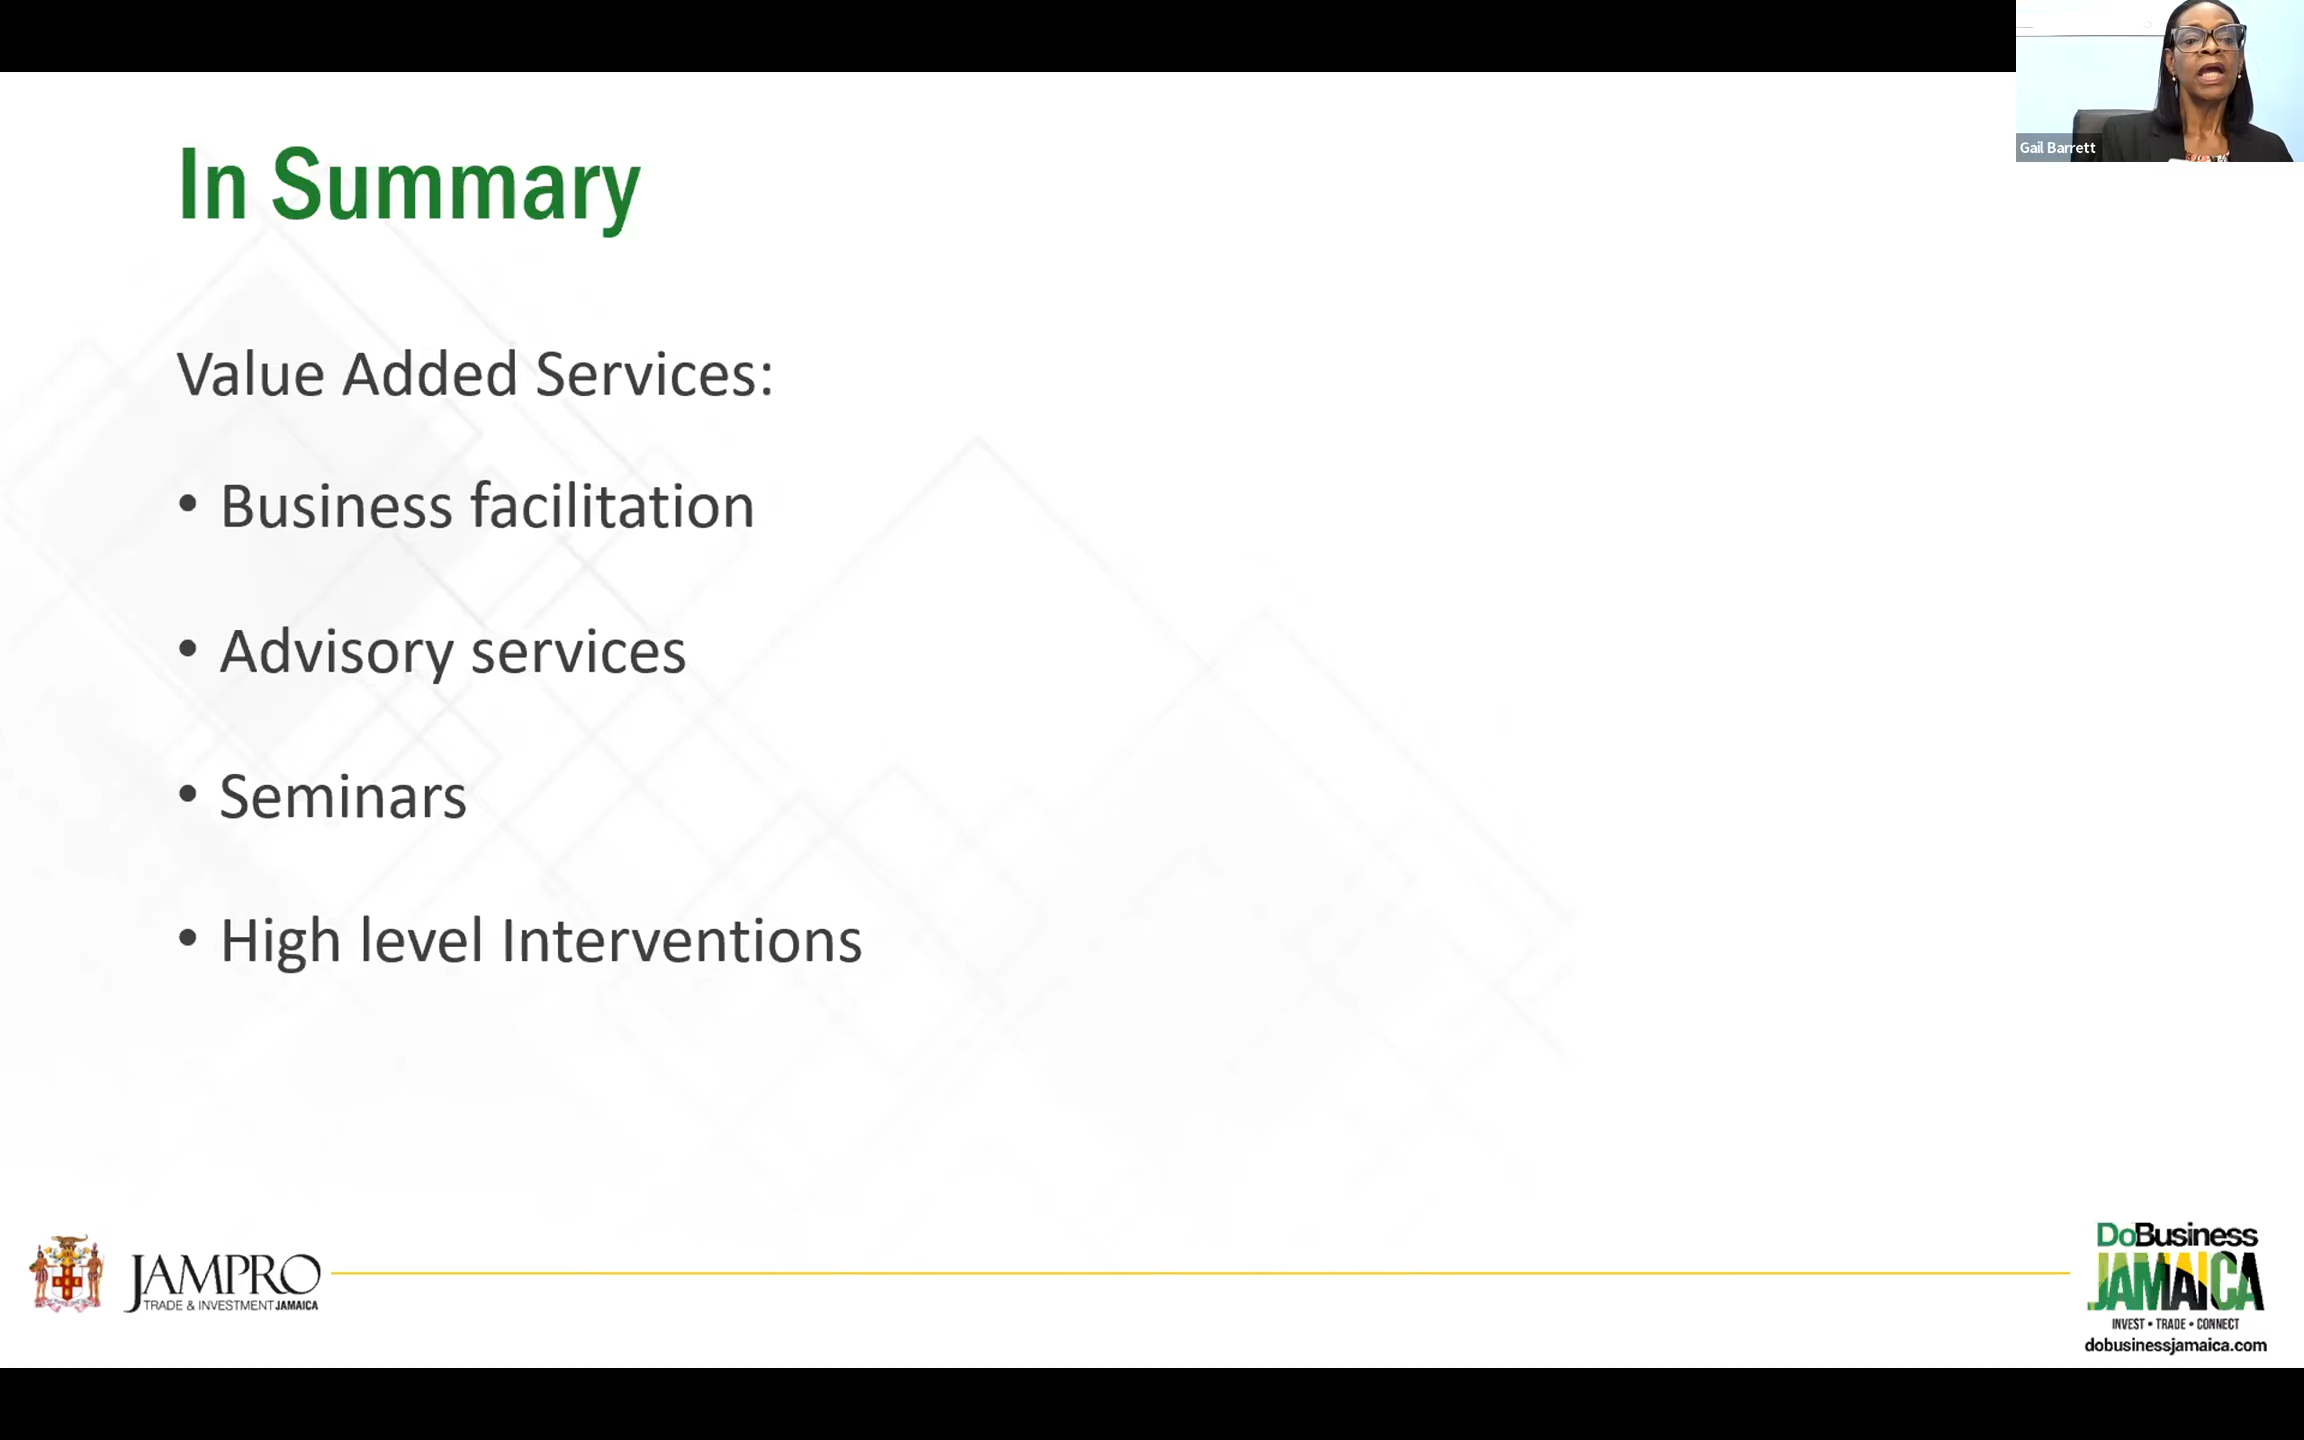 Gail Barrett
In Summary
Value Added Services:
• Business facilitation
• Advisory services
• Seminars
• High level Interventions
JAMPRO
TRADE & INVESTMENT JAMAICA
DoBusiness
JAMAICA
INVEST • TRADE • CONNECT
dobusinessjamaica.com